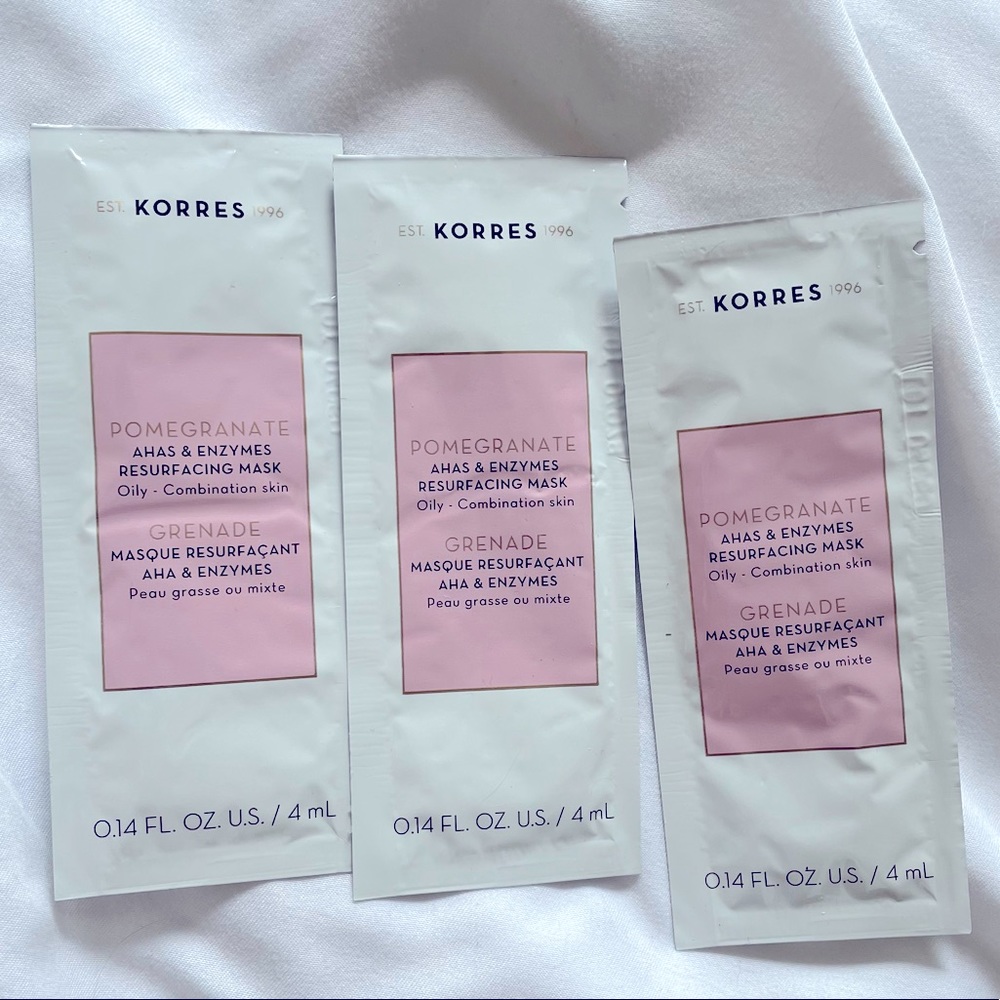 EST. KORRES 1996
POMEGRANATE
AHAS & ENZYMES
RESURFACING MASK
Oily - Combination skin
GRENADE
MASQUE RESURFAÇANT
AHA & ENZYMES
Peau grasse ou mixte
0.14 FL. OZ. U.S. / 4 mL
EST. KORRES 1996
POMEGRANATE
AHAS & ENZYMES
RESURFACING MASK
Oily - Combination skin
GRENADE
MASQUE RESURFAÇANT
AHA & ENZYMES
Peau grasse ou mixte
0.14 FL. OZ. U.S. / 4 mL
EST. KORRES 1996
POMEGRANATE
AHAS & ENZYMES
RESURFACING MASK
Oily - Combination skin
GRENADE
MASQUE RESURFAÇANT
AHA & ENZYMES
Peau grasse ou mixte
0.14 FL. OZ. U.S. / 4 mL